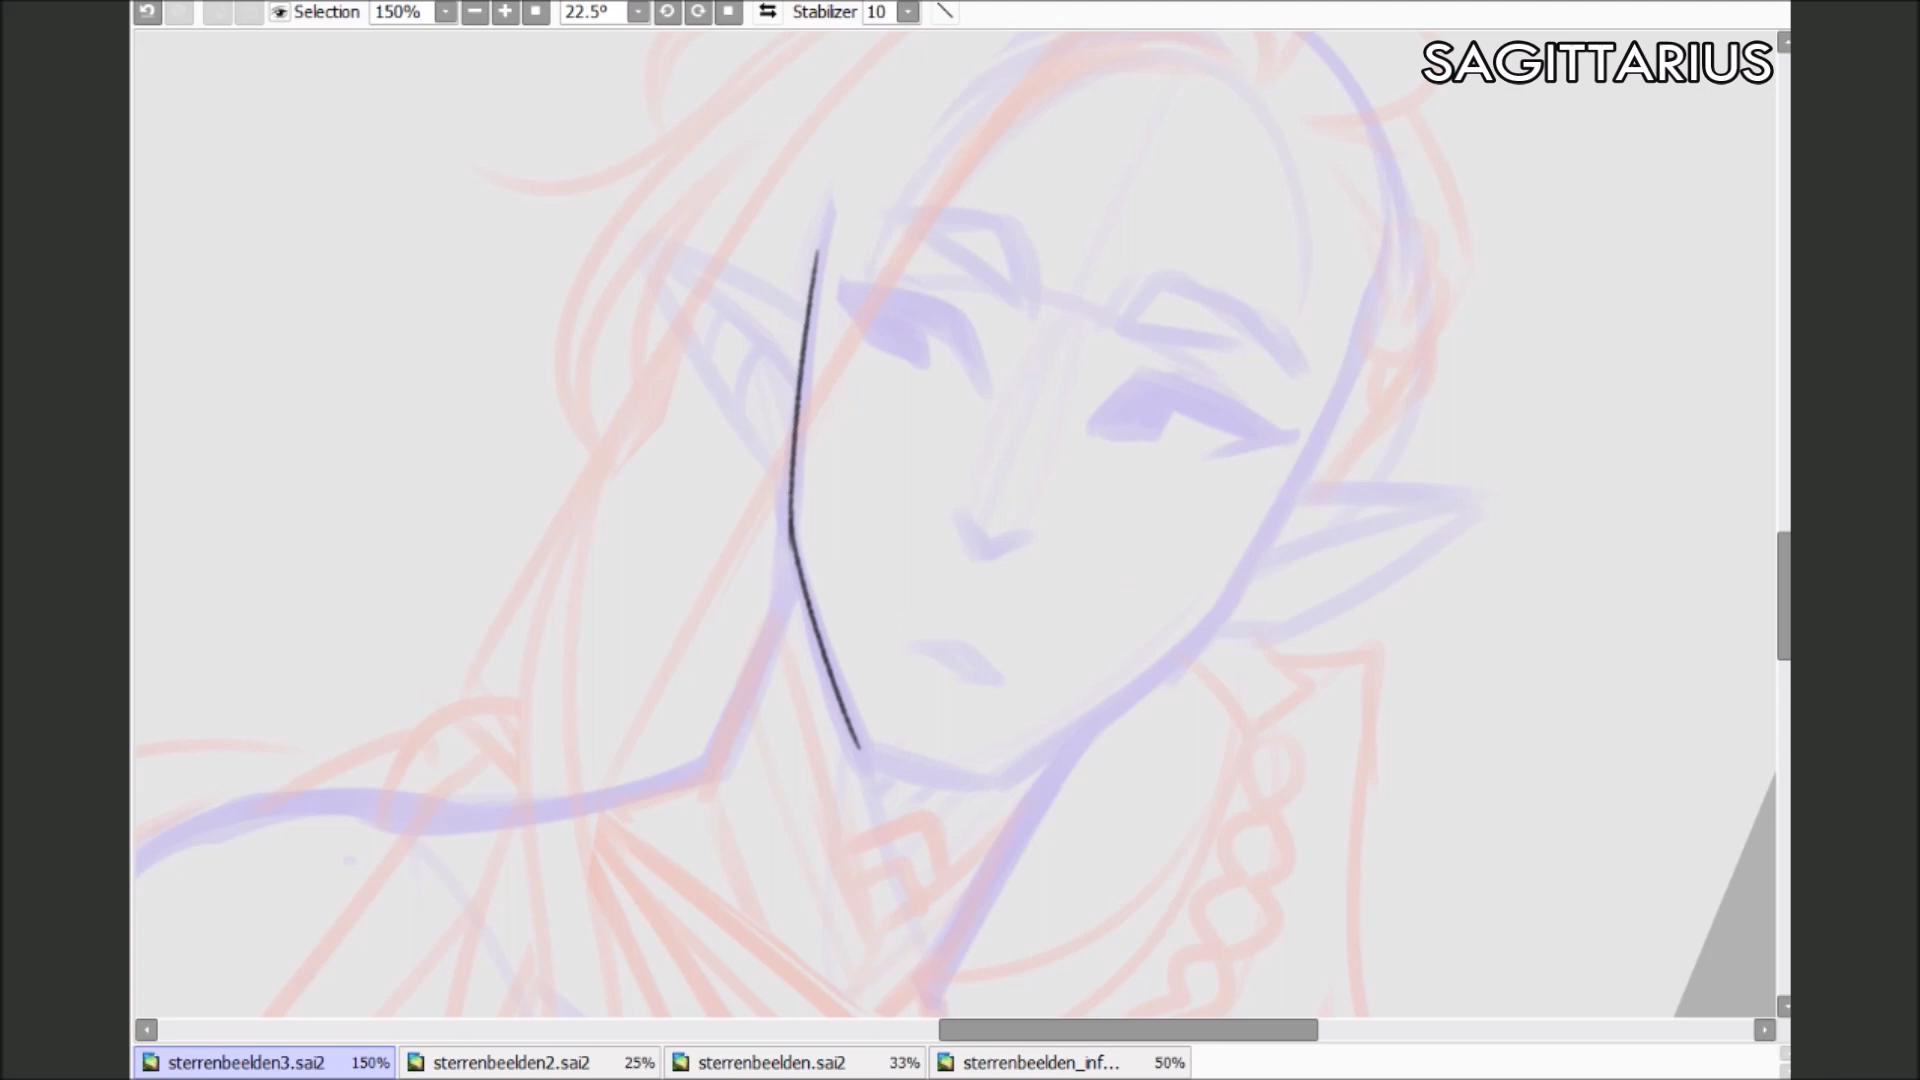 Selection 150% 22.5° Stabilizer 10
SAGITTARIUS
sterrenbeelden3.sai2 150% sterrenbeelden2.sai2 25% sterrenbeelden.sai2 33% sterrenbeelden_inf... 50%